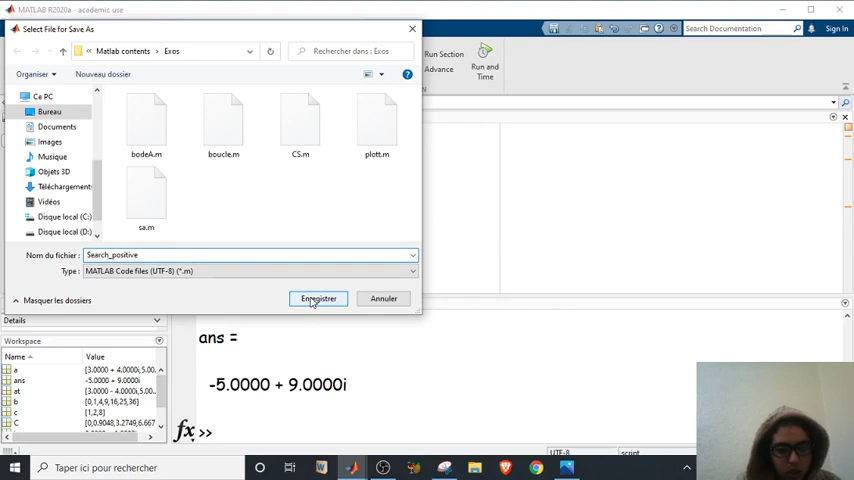 MATLAB R2020a - academic use
Select File for Save As
Search Documentation
Sign In
Matlab contents
Exos
Rechercher dans : Exos
Run Section
Advance
Run and
Time
Organiser
Nouveau dossier
Ce PC
Bureau
Documents
Images
Musique
Objets 3D
Téléchargements
Vidéos
Disque local (C:)
Disque local (D:)
bodeA.m
boucle.m
CS.m
plott.m
sa.m
Nom du fichier :
Search_positive
Type :
MATLAB Code files (UTF-8) (*.m)
Masquer les dossiers
Enregistrer
Annuler
Details
Workspace
Name
Value
a
[3.0000 + 4.0000i,5.00...
ans
-5.0000 + 9.0000i
at
[3.0000 - 4.0000i,5.00...
b
[0,1,4,9,16,25,36]
c
[1,2,8]
C
[0,0.9048,3.2749,6.667
ans =
-5.0000 + 9.0000i
fx >>
UTF-8
script
Taper ici pour rechercher